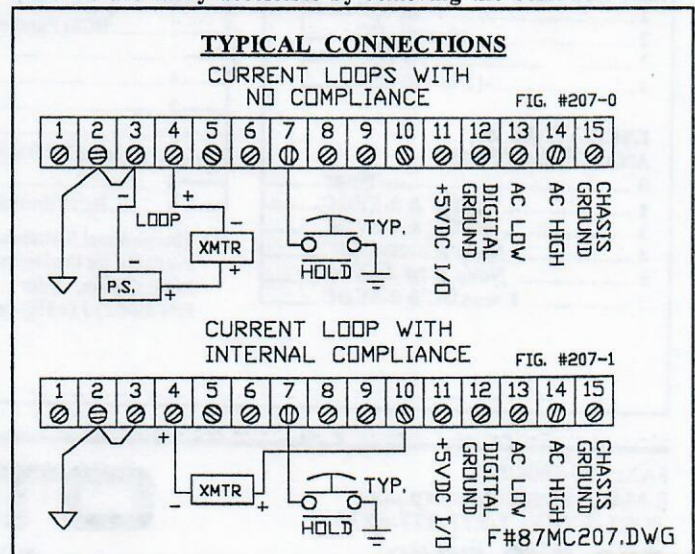 TYPICAL CONNECTIONS
CURRENT LOOPS WITH
NO COMPLIANCE
FIG. #207-0
1 2 3 4 5 6 7 8 9 10 11 12 13 14 15
- LOOP +
XMTR - +
P.S. +
TYP.
HOLD
+5VDC I/O
DIGITAL GROUND
AC LOW
AC HIGH
CHASSIS GROUND
CURRENT LOOP WITH
INTERNAL COMPLIANCE
FIG. #207-1
1 2 3 4 5 6 7 8 9 10 11 12 13 14 15
+
- XMTR +
TYP.
HOLD
+5VDC I/O
DIGITAL GROUND
AC LOW
AC HIGH
CHASSIS GROUND
F#87MC207.DWG